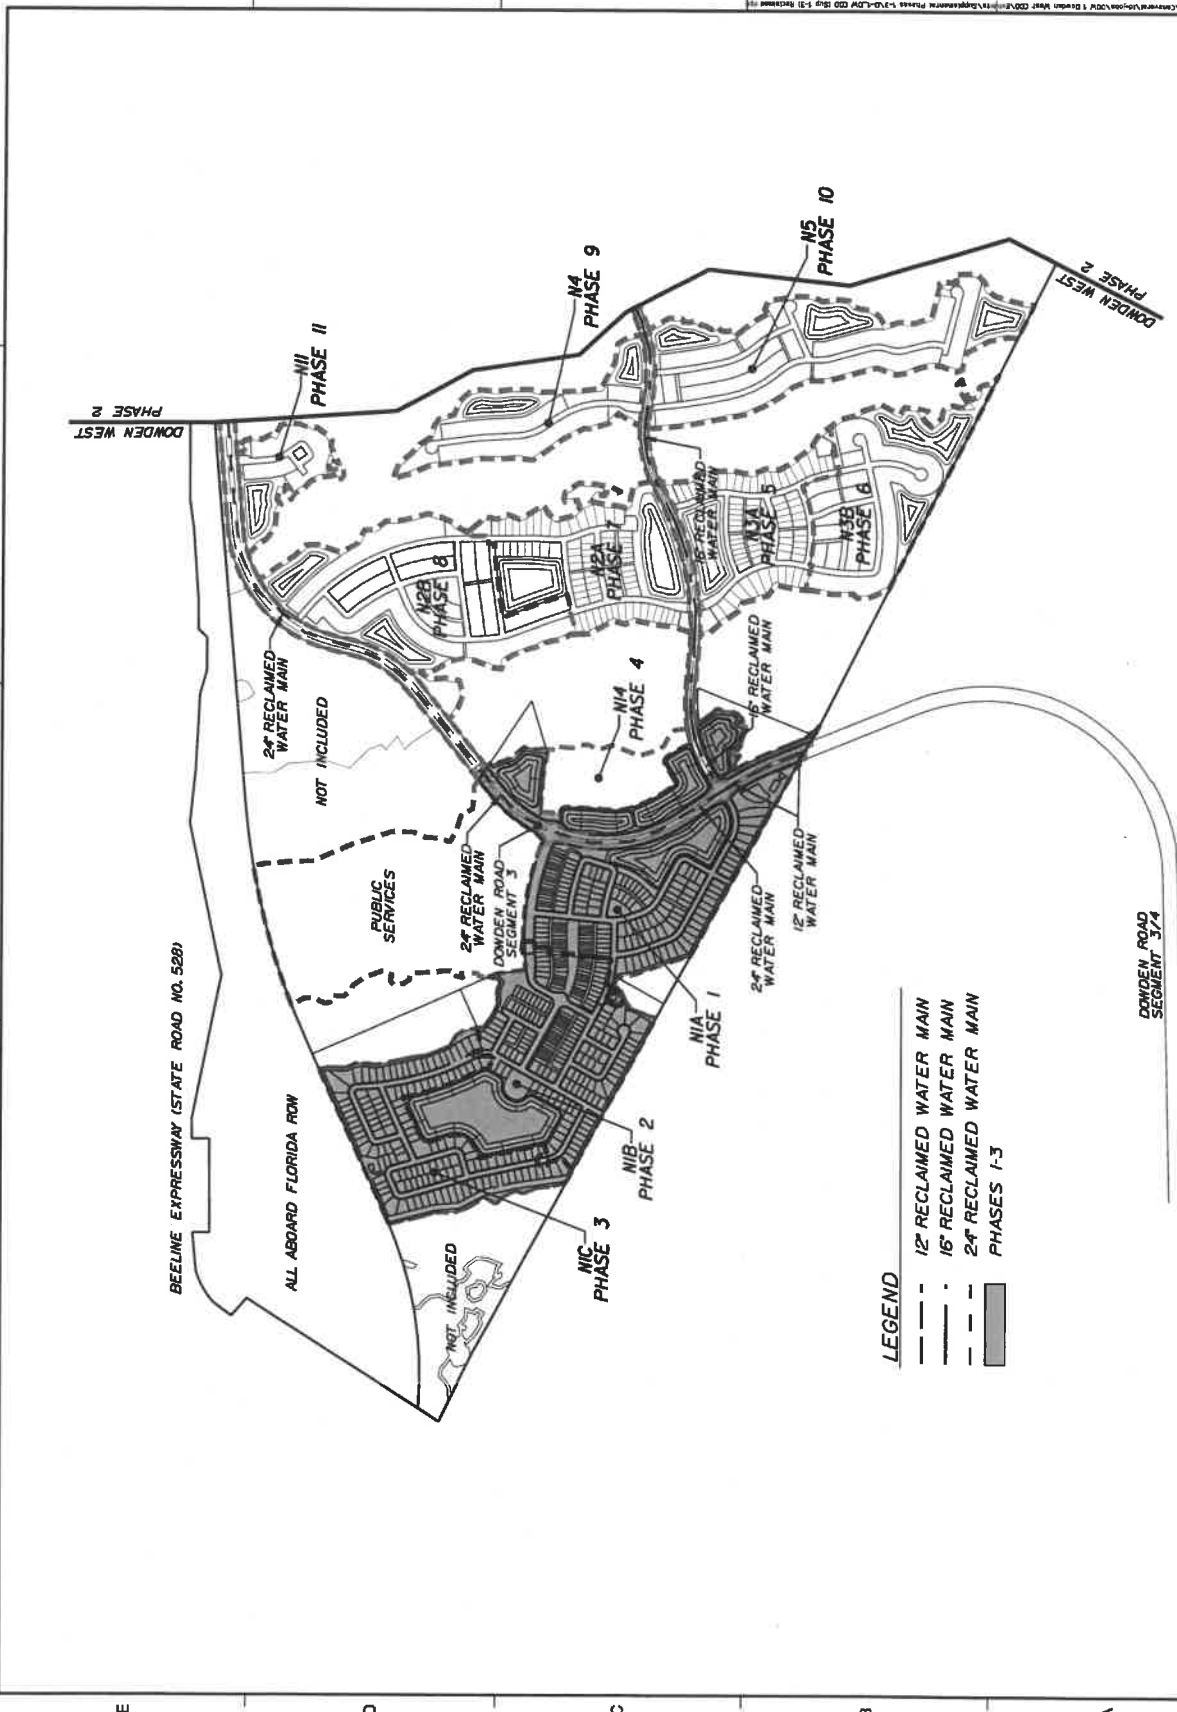 DOWDEN WEST
PHASE 2
N11
PHASE 11
N4
PHASE 9
N5
PHASE 10
DOWDEN WEST
PHASE 2
24" RECLAIMED
WATER MAIN
NOT INCLUDED
N2B
PHASE 8
N2A
PHASE 7
16" RECLAIMED
WATER MAIN
N3A
PHASE 5
N3B
PHASE 6
N14
PHASE 4
16" RECLAIMED
WATER MAIN
PUBLIC
SERVICES
24" RECLAIMED
WATER MAIN
DOWDEN ROAD
SEGMENT 3
24" RECLAIMED
WATER MAIN
12" RECLAIMED
WATER MAIN
BEELINE EXPRESSWAY (STATE ROAD NO. 528)
ALL ABOARD FLORIDA ROW
N1A
PHASE 1
N1B
PHASE 2
N1C
PHASE 3
NOT INCLUDED
DOWDEN ROAD
SEGMENT 3/4
LEGEND
12" RECLAIMED WATER MAIN
16" RECLAIMED WATER MAIN
24" RECLAIMED WATER MAIN
PHASES 1-3
E
D
C
B